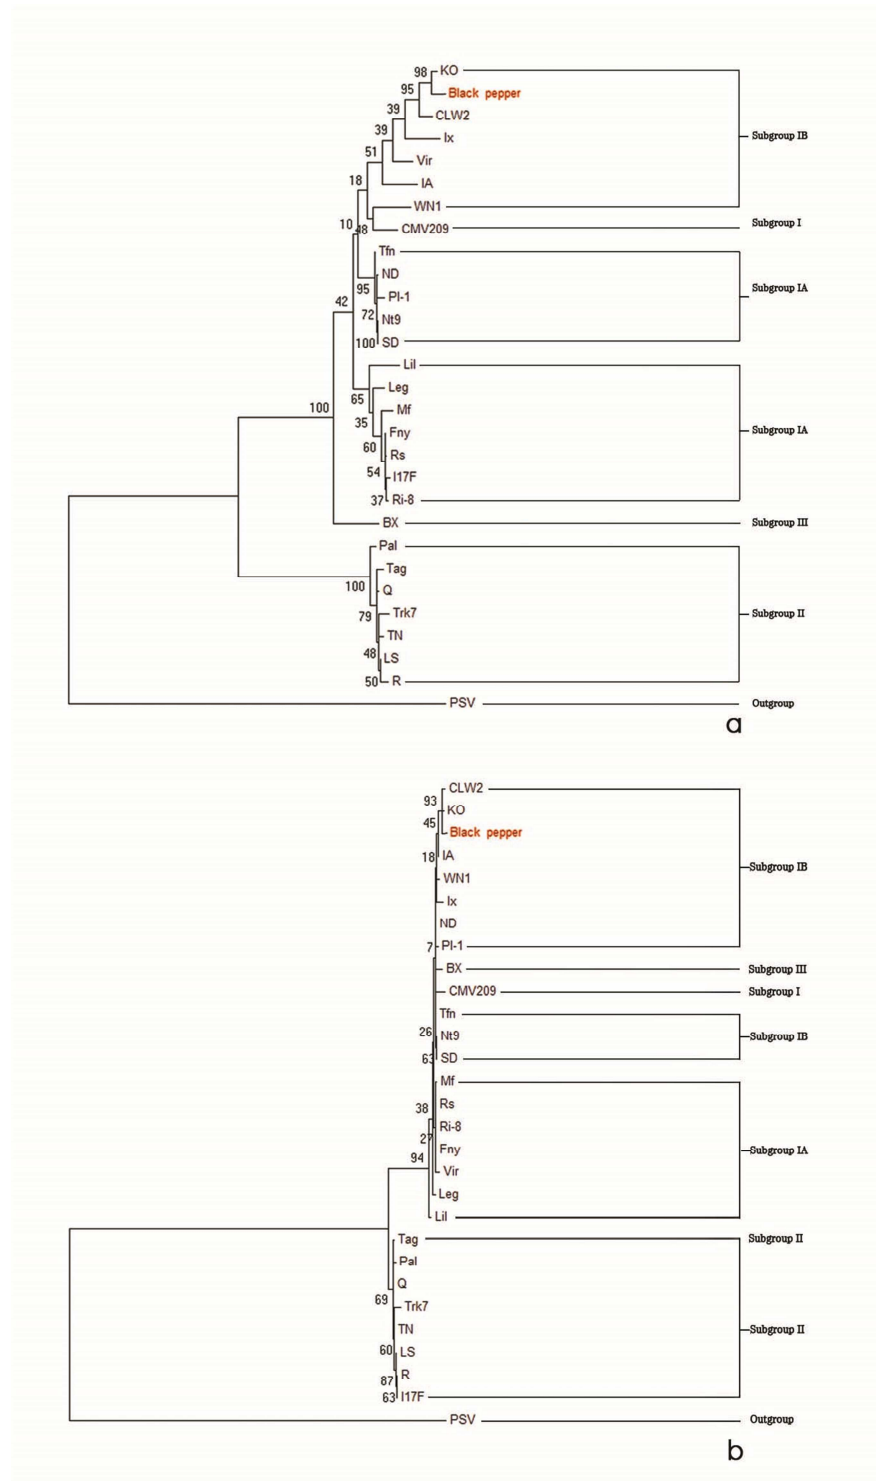 98 KO
95 Black pepper
39 CLW2
39 Ix Subgroup IB
51 Vir
18 IA
WN1
10 48 CMV209 Subgroup I
Tfn
ND
95 PI-1 Subgroup IA
42 72 Nt9
100 SD
Lil
65 Leg
100 35 Mf
Fny Subgroup IA
60 Rs
54 I17F
37 Ri-8
BX Subgroup III
Pal
Tag
100 Q
79 Trk7 Subgroup II
TN
48 LS
50 R
PSV Outgroup
a
CLW2
93 KO
45 Black pepper
18 IA Subgroup IB
WN1
Ix
ND
7 PI-1
BX Subgroup III
CMV209 Subgroup I
Tfn
26 Nt9 Subgroup IB
63 SD
Mf
38 Rs
Ri-8
27 Fny Subgroup IA
94 Vir
Leg
Lil
Tag Subgroup II
Pal
Q
69 Trk7
TN Subgroup II
60 LS
87 R
63 I17F
PSV Outgroup
b